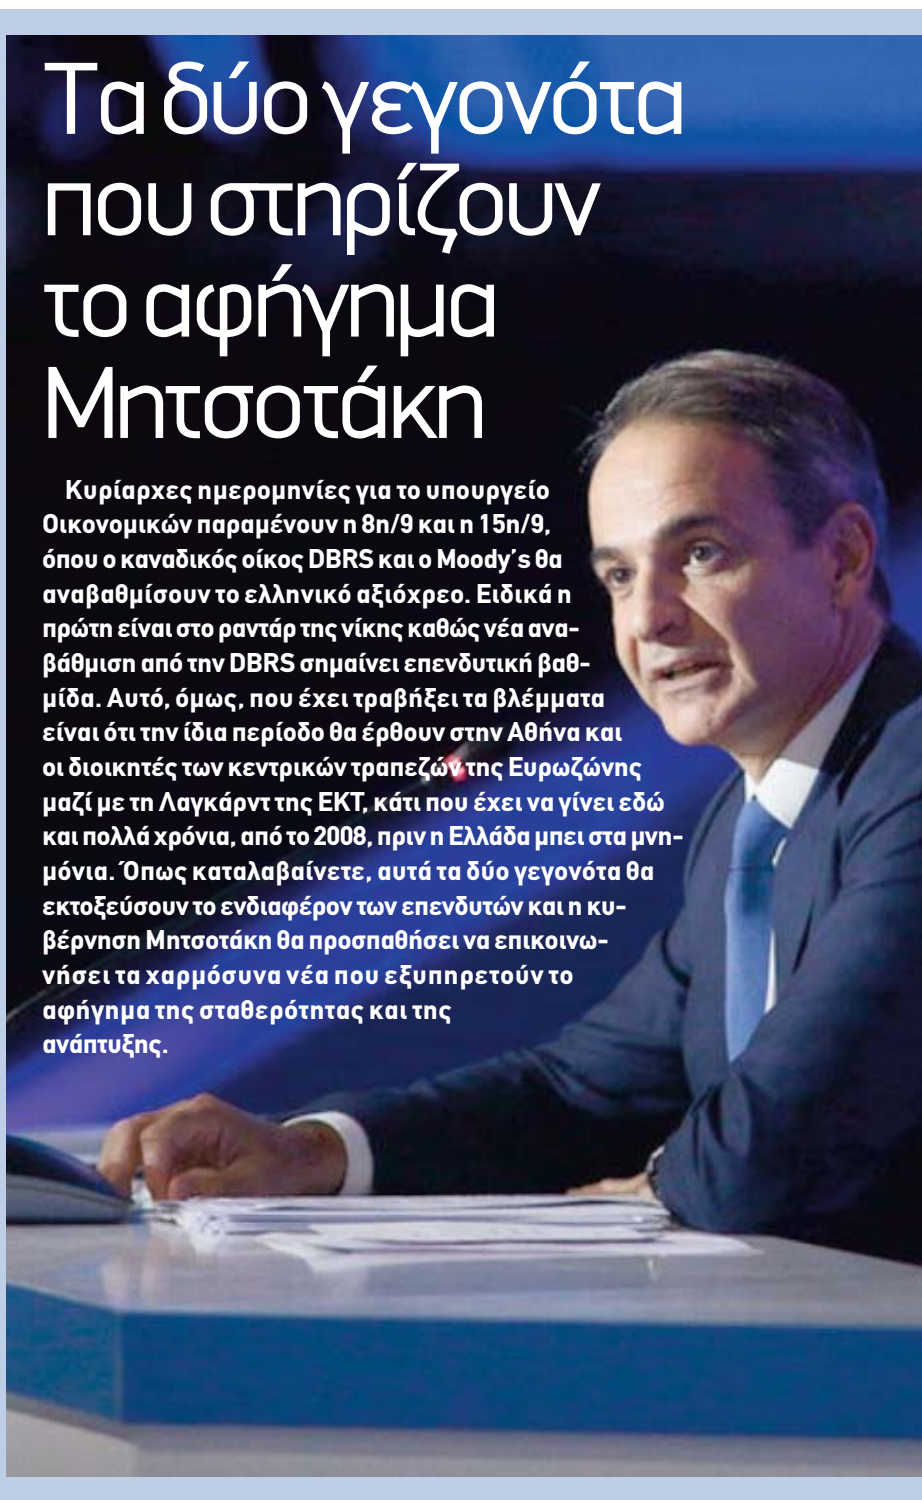 Τα δύο γεγονότα
που στηρίζουν
το αφήγημα
Μητσοτάκη
Κυρίαρχες ημερομηνίες για το υπουργείο
Οικονομικών παραμένουν η 8η/9 και η 15η/9,
όπου ο καναδικός οίκος DBRS και ο Moody’s θα
αναβαθμίσουν το ελληνικό αξιόχρεο. Ειδικά η
πρώτη είναι στο ραντάρ της νίκης καθώς νέα ανα-
βάθμιση από την DBRS σημαίνει επενδυτική βαθ-
μίδα. Αυτό, όμως, που έχει τραβήξει τα βλέμματα
είναι ότι την ίδια περίοδο θα έρθουν στην Αθήνα και
οι διοικητές των κεντρικών τραπεζών της Ευρωζώνης
μαζί με τη Λαγκάρντ της ΕΚΤ, κάτι που έχει να γίνει εδώ
και πολλά χρόνια, από το 2008, πριν η Ελλάδα μπει στα μνη-
μόνια. Όπως καταλαβαίνετε, αυτά τα δύο γεγονότα θα
εκτοξεύσουν το ενδιαφέρον των επενδυτών και η κυ-
βέρνηση Μητσοτάκη θα προσπαθήσει να επικοινω-
νήσει τα χαρμόσυνα νέα που εξυπηρετούν το
αφήγημα της σταθερότητας και της
ανάπτυξης.